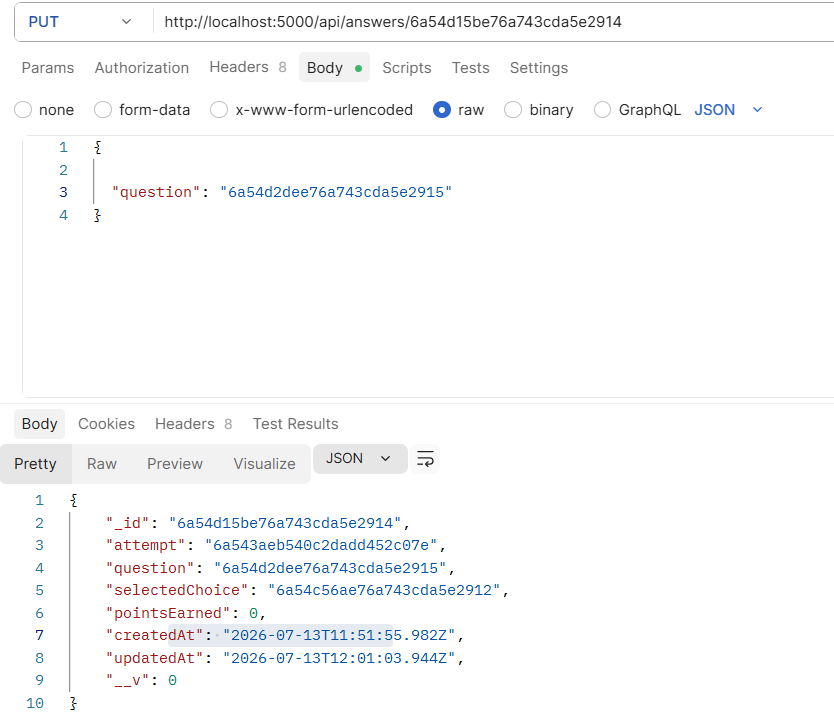 PUT http://localhost:5000/api/answers/6a54d15be76a743cda5e2914
Params Authorization Headers 8 Body Scripts Tests Settings
none form-data x-www-form-urlencoded raw binary GraphQL JSON
1 {
2
3 "question": "6a54d2dee76a743cda5e2915"
4 }
Body Cookies Headers 8 Test Results
Pretty Raw Preview Visualize JSON
1 {
2 "_id": "6a54d15be76a743cda5e2914",
3 "attempt": "6a543aeb540c2dadd452c07e",
4 "question": "6a54d2dee76a743cda5e2915",
5 "selectedChoice": "6a54c56ae76a743cda5e2912",
6 "pointsEarned": 0,
7 "createdAt": "2026-07-13T11:51:55.982Z",
8 "updatedAt": "2026-07-13T12:01:03.944Z",
9 "__v": 0
10 }